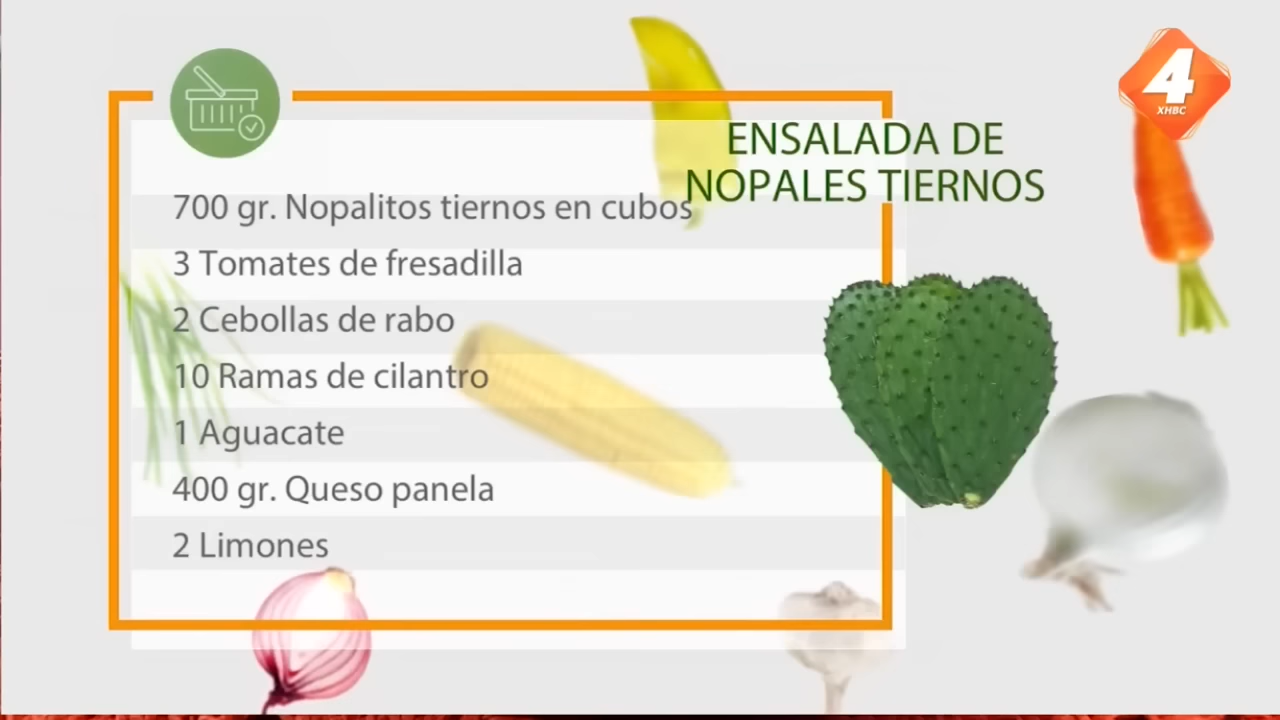 4
XHBC
ENSALADA DE
NOPALES TIERNOS
700 gr. Nopalitos tiernos en cubos
3 Tomates de fresadilla
2 Cebollas de rabo
10 Ramas de cilantro
1 Aguacate
400 gr. Queso panela
2 Limones